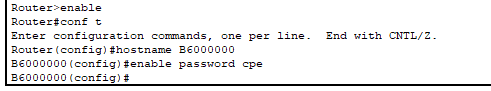 Router>enable
Router#conf t
Enter configuration commands, one per line.  End with CNTL/Z.
Router(config)#hostname B6000000
B6000000(config)#enable password cpe
B6000000(config)#